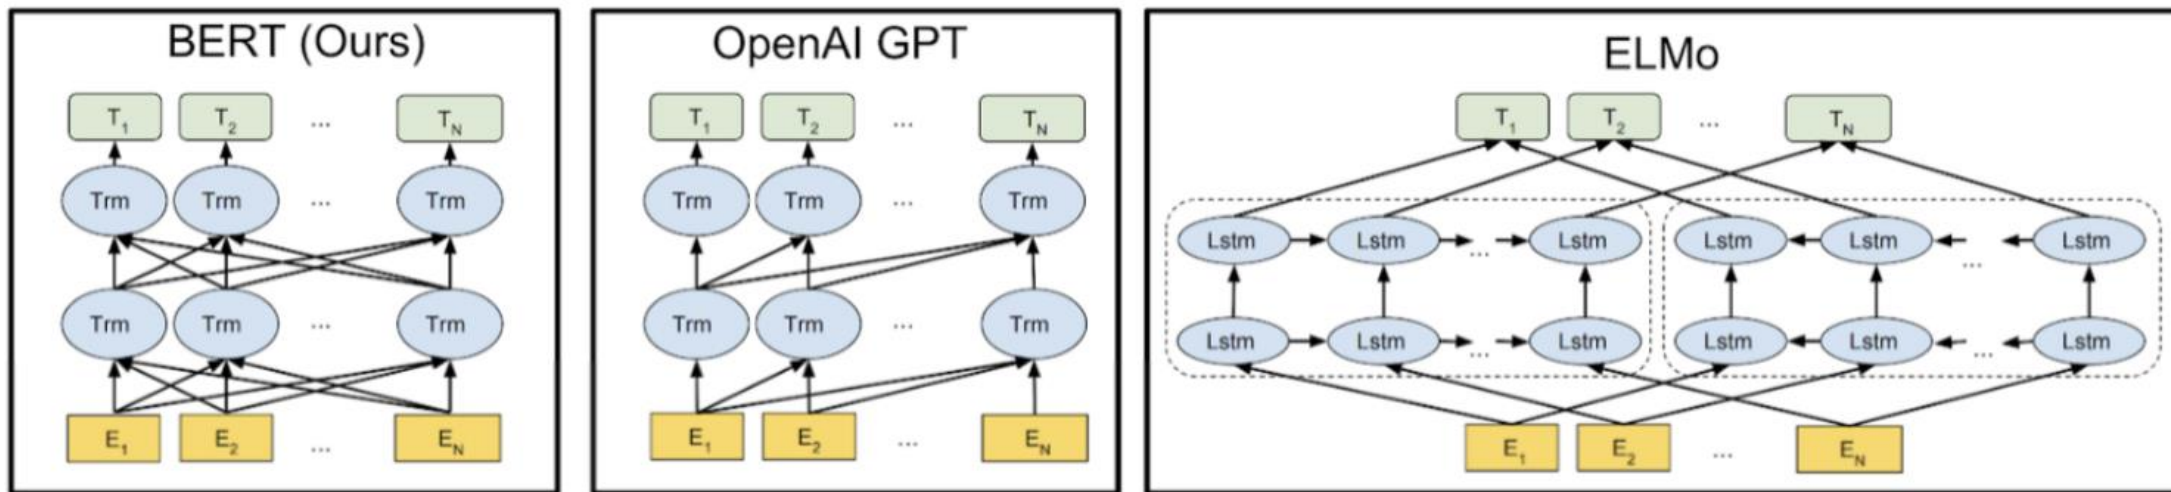 BERT (Ours)
T1 T2 ... TN
Trm Trm ... Trm
Trm Trm ... Trm
E1 E2 ... EN
OpenAI GPT
T1 T2 ... TN
Trm Trm ... Trm
Trm Trm ... Trm
E1 E2 ... EN
ELMo
T1 T2 ... TN
Lstm Lstm ... Lstm Lstm Lstm ... Lstm
Lstm Lstm ... Lstm Lstm Lstm ... Lstm
E1 E2 ... EN